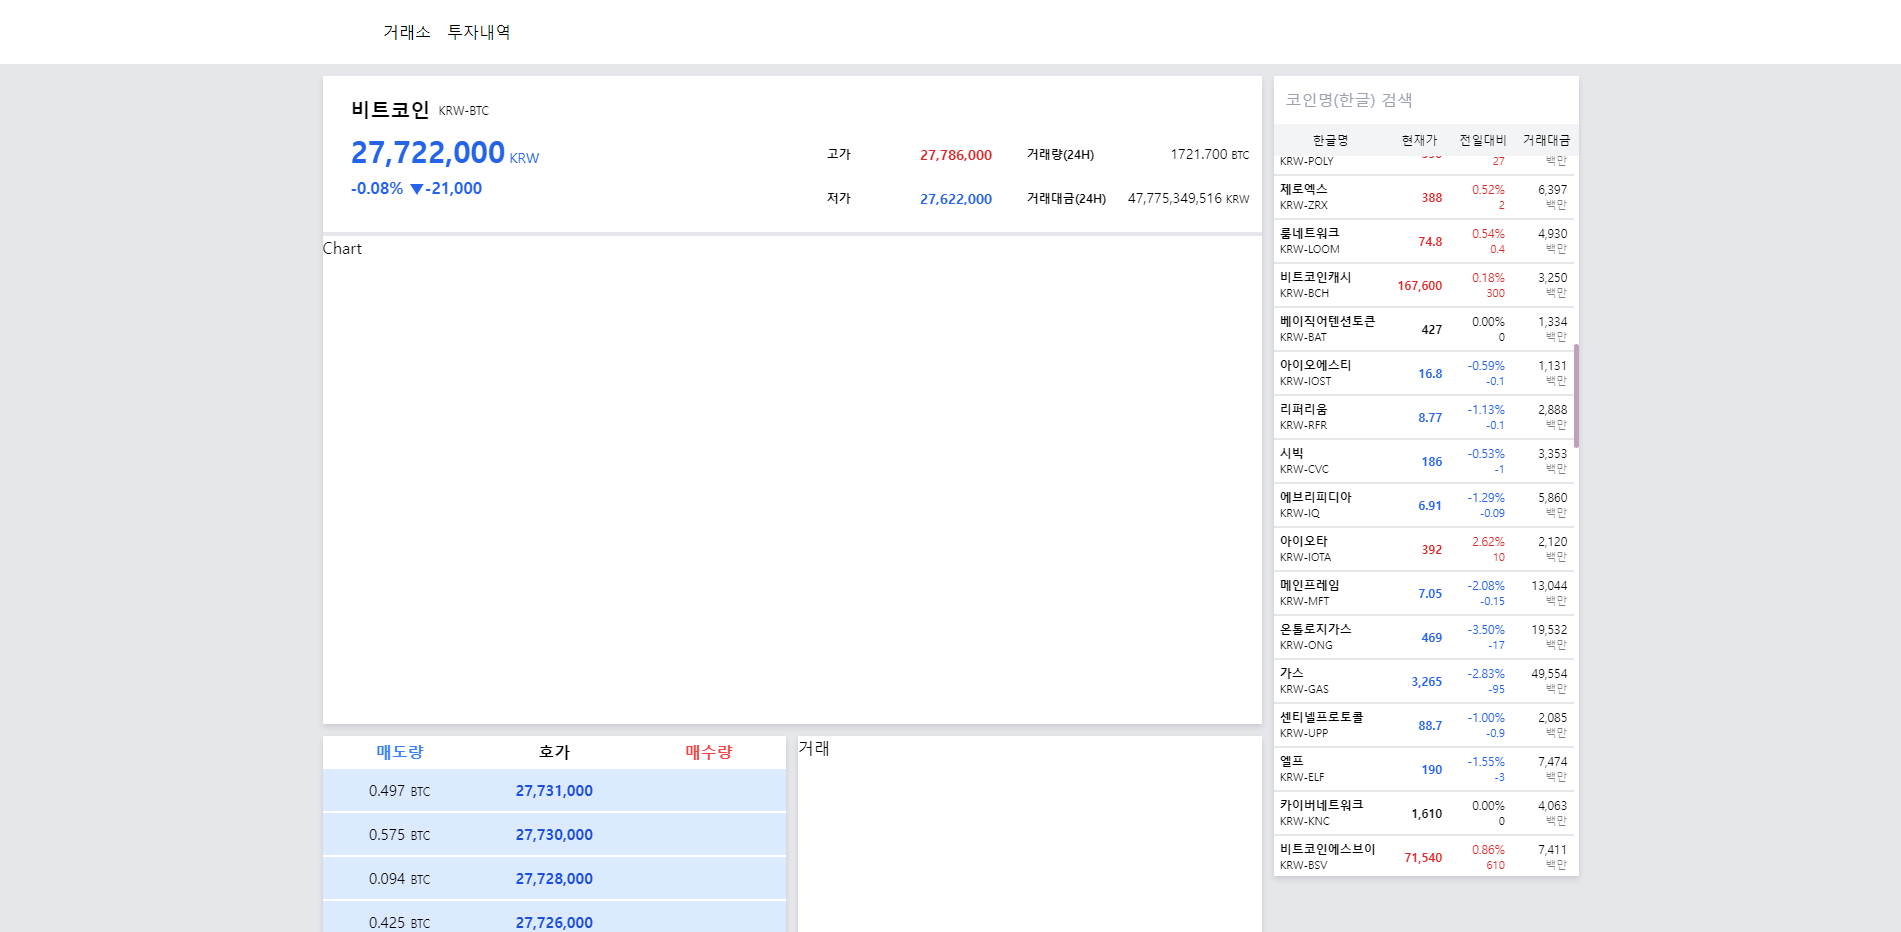 거래소 투자내역
비트코인 KRW-BTC
27,722,000 KRW
-0.08% ▼-21,000
고가 27,786,000 거래량(24H) 1721.700 BTC
저가 27,622,000 거래대금(24H) 47,775,349,516 KRW
Chart
매도량 호가 매수량
0.497 BTC 27,731,000
0.575 BTC 27,730,000
0.094 BTC 27,728,000
0.425 BTC 27,726,000
거래
코인명(한글) 검색
한글명 현재가 전일대비 거래대금
KRW-POLY 27 백만
제로엑스 388 0.52% 6,397
KRW-ZRX 2 백만
룸네트워크 74.8 0.54% 4,930
KRW-LOOM 0.4 백만
비트코인캐시 167,600 0.18% 3,250
KRW-BCH 300 백만
베이직어텐션토큰 427 0.00% 1,334
KRW-BAT 0 백만
아이오에스티 16.8 -0.59% 1,131
KRW-IOST -0.1 백만
리퍼리움 8.77 -1.13% 2,888
KRW-RFR -0.1 백만
시빅 186 -0.53% 3,353
KRW-CVC -1 백만
에브리피디아 6.91 -1.29% 5,860
KRW-IQ -0.09 백만
아이오타 392 2.62% 2,120
KRW-IOTA 10 백만
메인프레임 7.05 -2.08% 13,044
KRW-MFT -0.15 백만
온톨로지가스 469 -3.50% 19,532
KRW-ONG -17 백만
가스 3,265 -2.83% 49,554
KRW-GAS -95 백만
센티넬프로토콜 88.7 -1.00% 2,085
KRW-UPP -0.9 백만
엘프 190 -1.55% 7,474
KRW-ELF -3 백만
카이버네트워크 1,610 0.00% 4,063
KRW-KNC 0 백만
비트코인에스브이 71,540 0.86% 7,411
KRW-BSV 610 백만